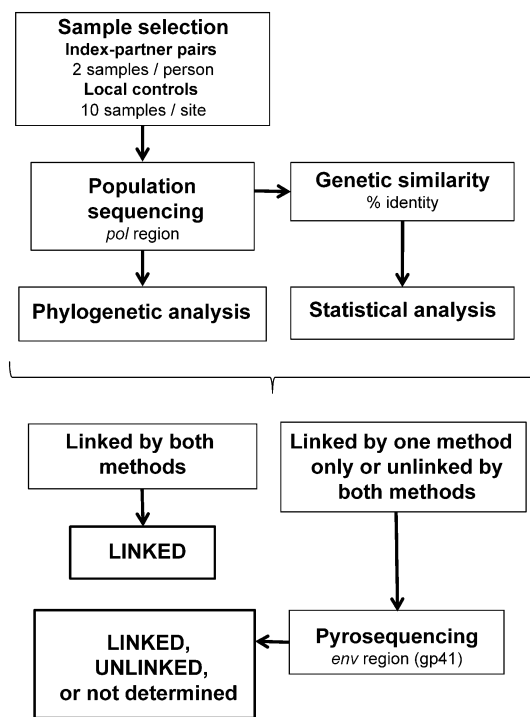 Sample selection
Index-partner pairs
2 samples / person
Local controls
10 samples / site
Population
sequencing
pol region
Genetic similarity
% identity
Phylogenetic analysis
Statistical analysis
Linked by both
methods
Linked by one method
only or unlinked by
both methods
LINKED
Pyrosequencing
env region (gp41)
LINKED,
UNLINKED,
or not determined